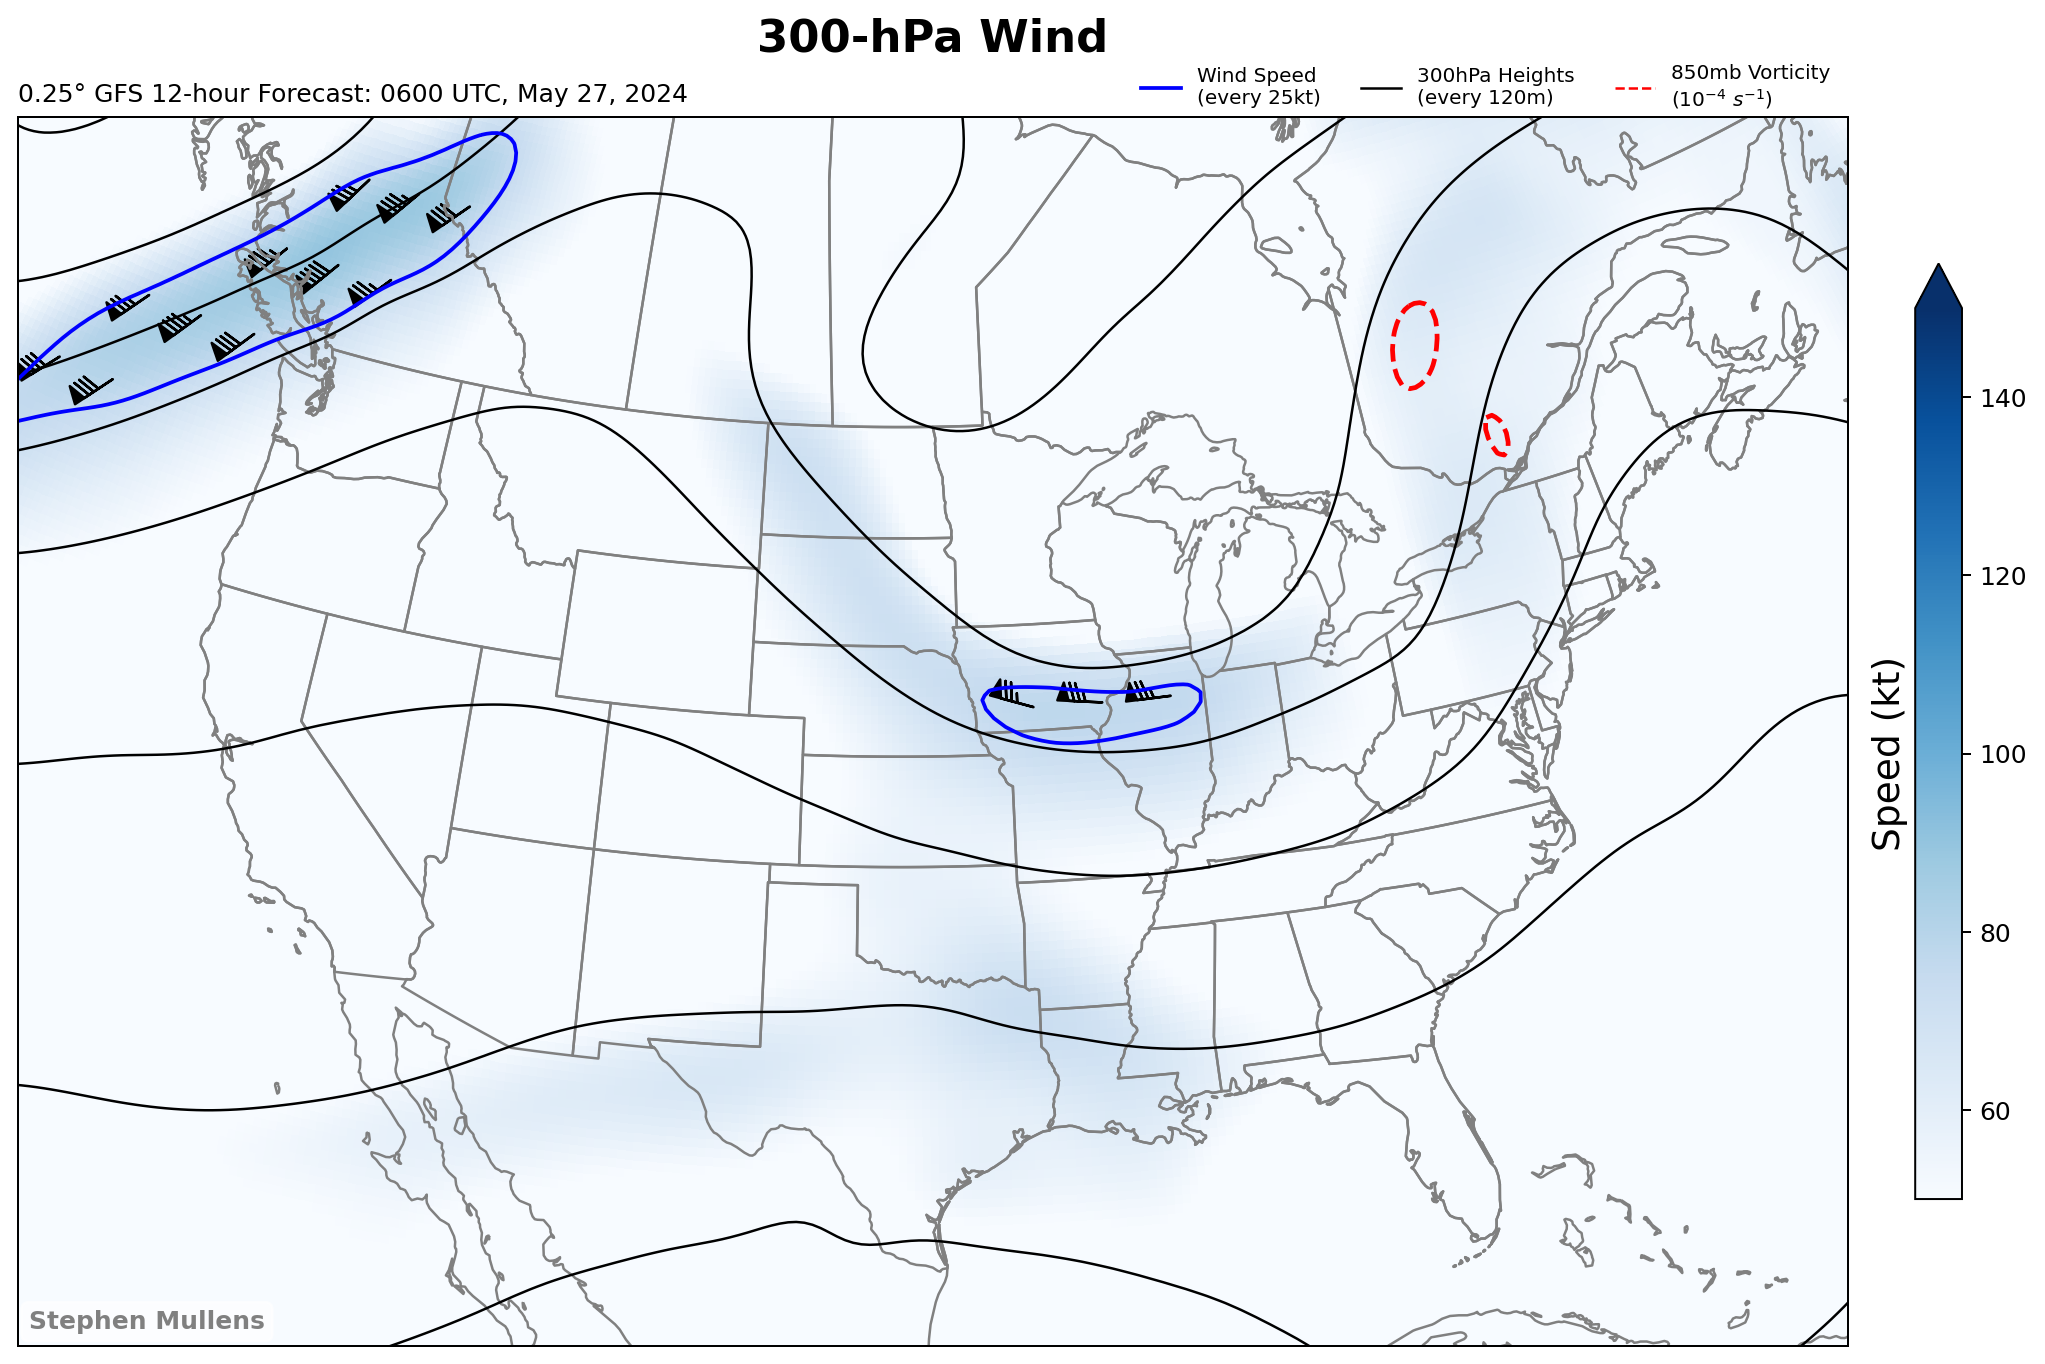 300-hPa Wind
0.25° GFS 12-hour Forecast: 0600 UTC, May 27, 2024
Wind Speed
(every 25kt)
300hPa Heights
(every 120m)
850mb Vorticity
(10⁻⁴ s⁻¹)
140
120
100
80
60
Speed (kt)
Stephen Mullens